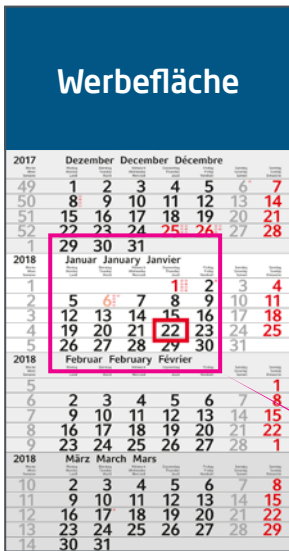 Werbefläche
2017 Dezember December Décembre
49 1 2 3 4 5 6 7
50 8 9 10 11 12 13 14
51 15 16 17 18 19 20 21
52 22 23 24 25 26 27 28
1 29 30 31
2018 Januar January Janvier
1 1 2 3 4
2 5 6 7 8 9 10 11
3 12 13 14 15 16 17 18
4 19 20 21 22 23 24 25
5 26 27 28 29 30 31
2018 Februar February Février
5 1
6 2 3 4 5 6 7 8
7 9 10 11 12 13 14 15
8 16 17 18 19 20 21 22
9 23 24 25 26 27 28 1
2018 März March Mars
10 2 3 4 5 6 7 8
11 9 10 11 12 13 14 15
12 16 17 18 19 20 21 22
13 23 24 25 26 27 28 29
14 30 31